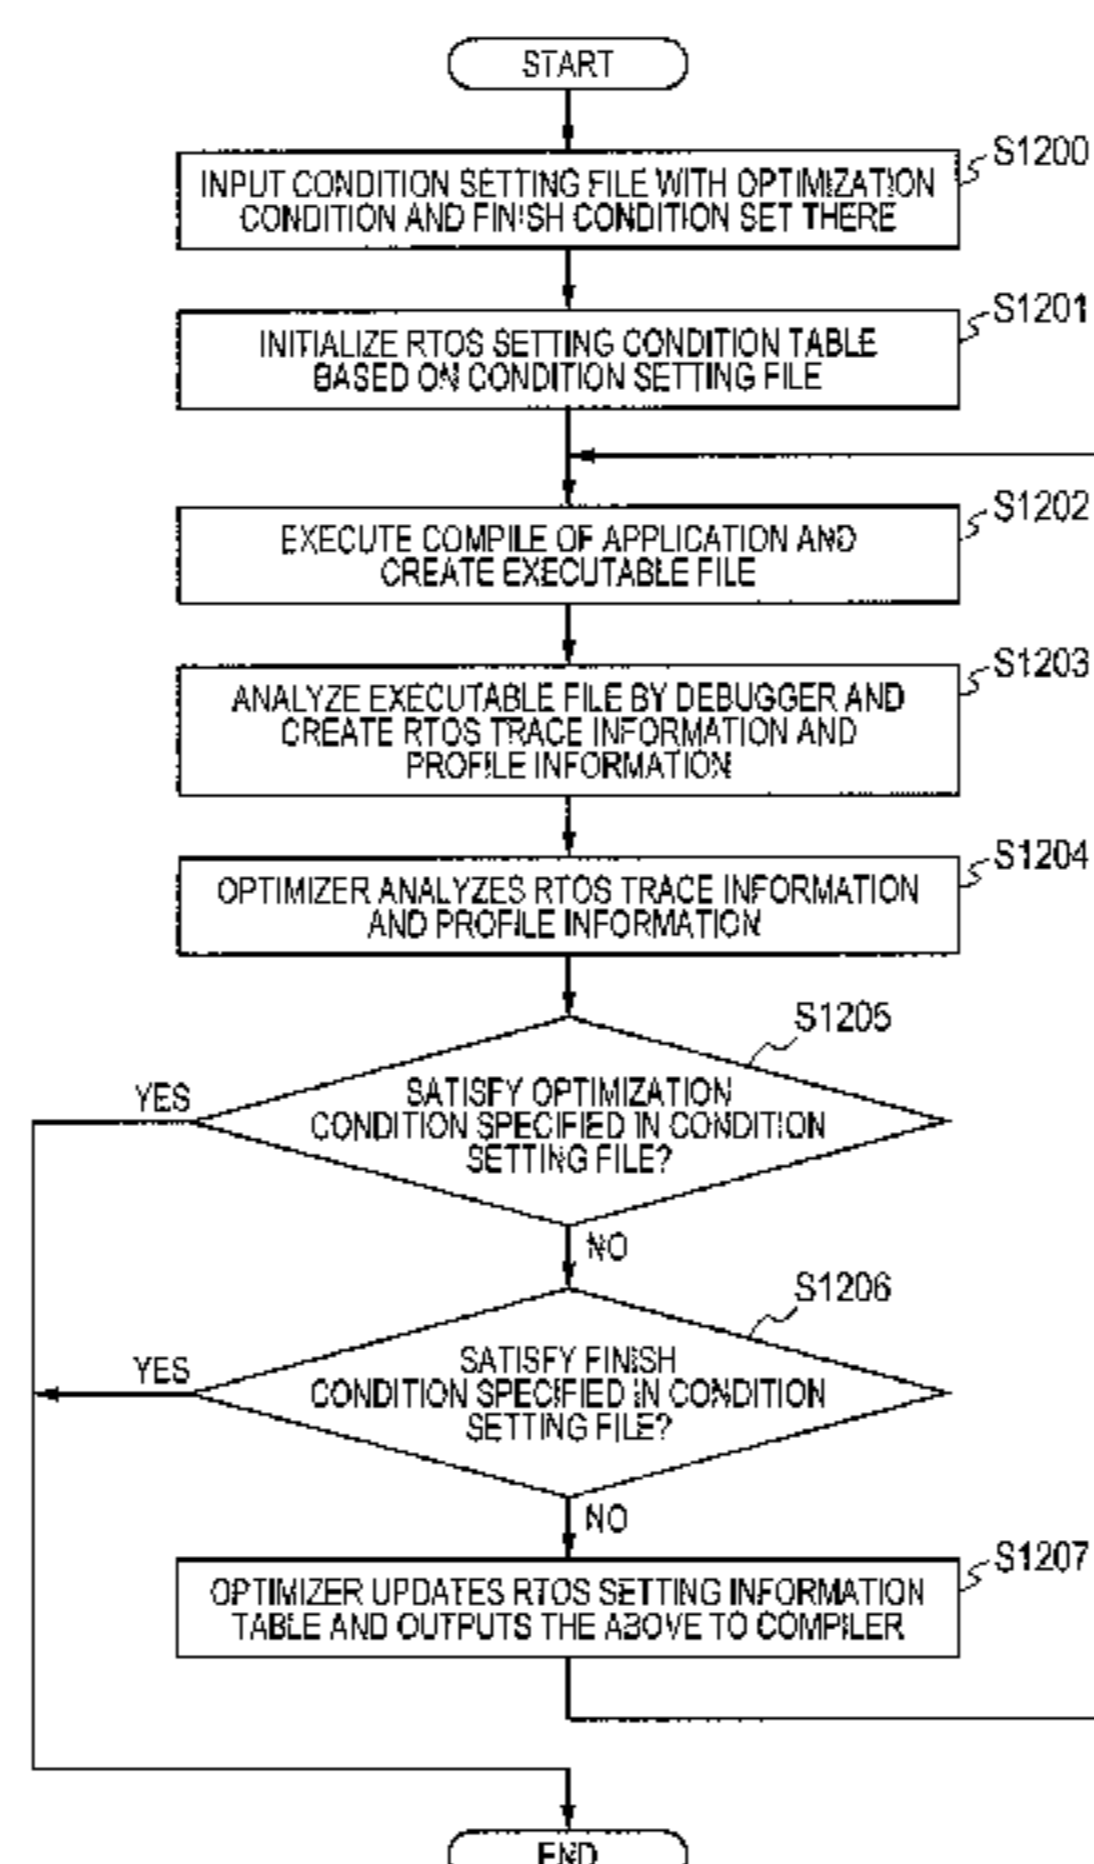 START
S1200
INPUT CONDITION SETTING FILE WITH OPTIMIZATION
CONDITION AND FINISH CONDITION SET THERE
S1201
INITIALIZE RTOS SETTING CONDITION TABLE
BASED ON CONDITION SETTING FILE
S1202
EXECUTE COMPILE OF APPLICATION AND
CREATE EXECUTABLE FILE
S1203
ANALYZE EXECUTABLE FILE BY DEBUGGER AND
CREATE RTOS TRACE INFORMATION AND
PROFILE INFORMATION
S1204
OPTIMIZER ANALYZES RTOS TRACE INFORMATION
AND PROFILE INFORMATION
S1205
YES
SATISFY OPTIMIZATION
CONDITION SPECIFIED IN CONDITION
SETTING FILE?
NO
S1206
YES
SATISFY FINISH
CONDITION SPECIFIED IN CONDITION
SETTING FILE?
NO
S1207
OPTIMIZER UPDATES RTOS SETTING INFORMATION
TABLE AND OUTPUTS THE ABOVE TO COMPILER
END